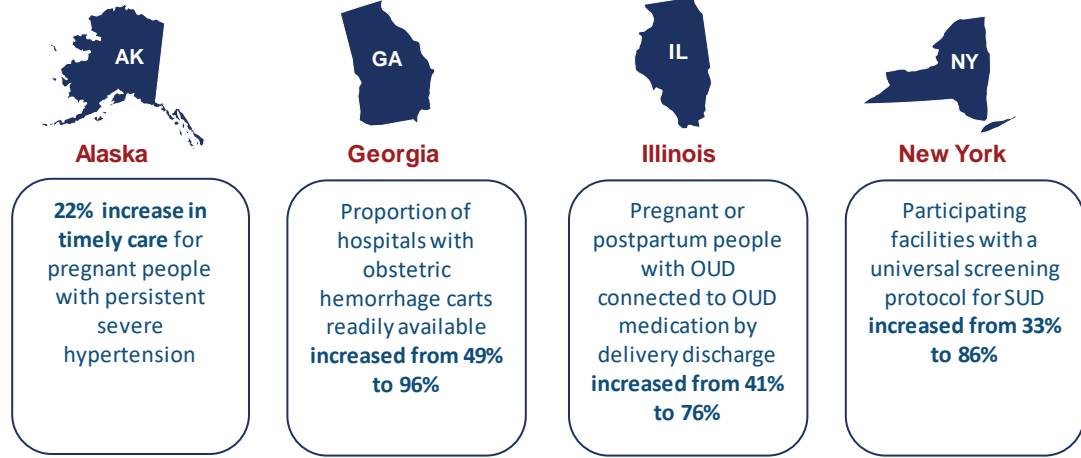 AK
GA
IL
NY
Alaska
Georgia
Illinois
New York
22% increase in
timely care for
pregnant people
with persistent
severe
hypertension
Proportion of
hospitals with
obstetric
hemorrhage carts
readily available
increased from 49%
to 96%
Pregnant or
postpartum people
with OUD
connected to OUD
medication by
delivery discharge
increased from 41%
to 76%
Participating
facilities with a
universal screening
protocol for SUD
increased from 33%
to 86%